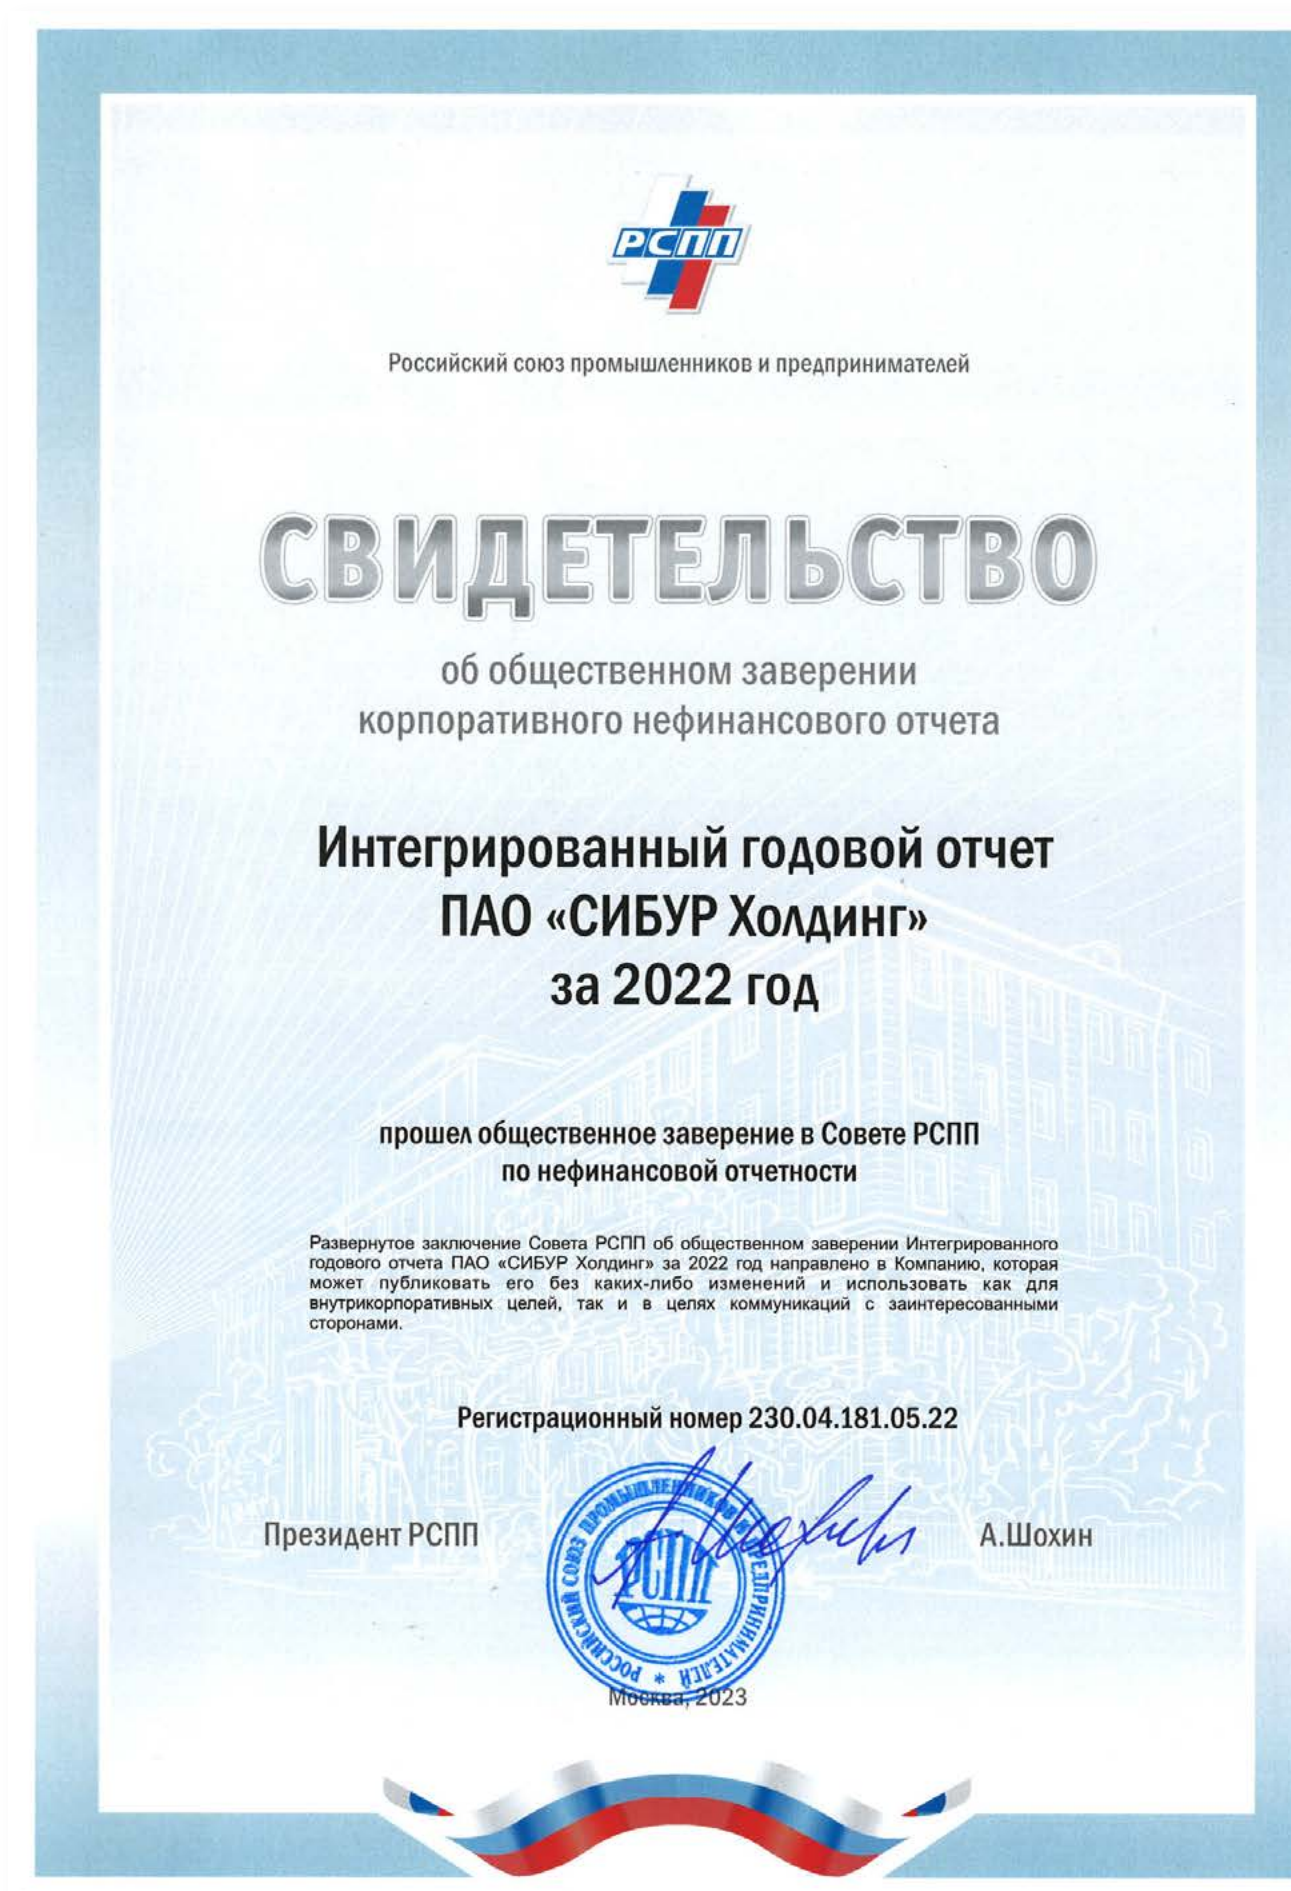 РСПП
Российский союз промышленников и предпринимателей
СВИДЕТЕЛЬСТВО
об общественном заверении
корпоративного нефинансового отчета
Интегрированный годовой отчет
ПАО «СИБУР Холдинг»
за 2022 год
прошел общественное заверение в Совете РСПП
по нефинансовой отчетности
Развернутое заключение Совета РСПП об общественном заверении Интегрированного
годового отчета ПАО «СИБУР Холдинг» за 2022 год направлено в Компанию, которая
может публиковать его без каких-либо изменений и использовать как для
внутрикорпоративных целей, так и в целях коммуникаций с заинтересованными
сторонами.
Регистрационный номер 230.04.181.05.22
Президент РСПП
РОССИЙСКИЙ СОЮЗ ПРОМЫШЛЕННИКОВ И ПРЕДПРИНИМАТЕЛЕЙ *
РСПП
А.Шохин
Москва, 2023